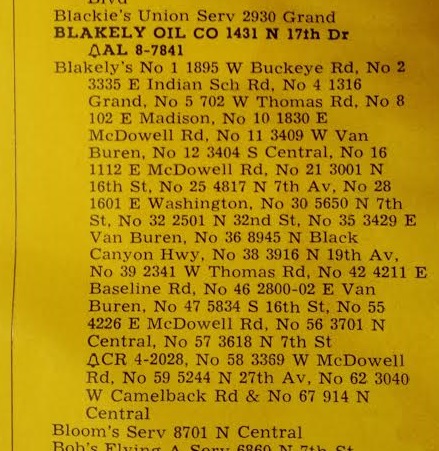 Blvd
Blackie's Union Serv 2930 Grand
BLAKELY OIL CO 1431 N 17th Dr
AL 8-7841
Blakely's No 1 1895 W Buckeye Rd, No 2
3335 E Indian Sch Rd, No 4 1316
Grand, No 5 702 W Thomas Rd, No 8
102 E Madison, No 10 1830 E
McDowell Rd, No 11 3409 W Van
Buren, No 12 3404 S Central, No 16
1112 E McDowell Rd, No 21 3001 N
16th St, No 25 4817 N 7th Av, No 28
1601 E Washington, No 30 5650 N 7th
St, No 32 2501 N 32nd St, No 35 3429 E
Van Buren, No 36 8945 N Black
Canyon Hwy, No 38 3916 N 19th Av,
No 39 2341 W Thomas Rd, No 42 4211 E
Baseline Rd, No 46 2800-02 E Van
Buren, No 47 5834 S 16th St, No 55
4226 E McDowell Rd, No 56 3701 N
Central, No 57 3618 N 7th St
CR 4-2028, No 58 3369 W McDowell
Rd, No 59 5244 N 27th Av, No 62 3040
W Camelback Rd & No 67 914 N
Central
Bloom's Serv 8701 N Central
Bob's Flying A Serv 6860 N 7th St